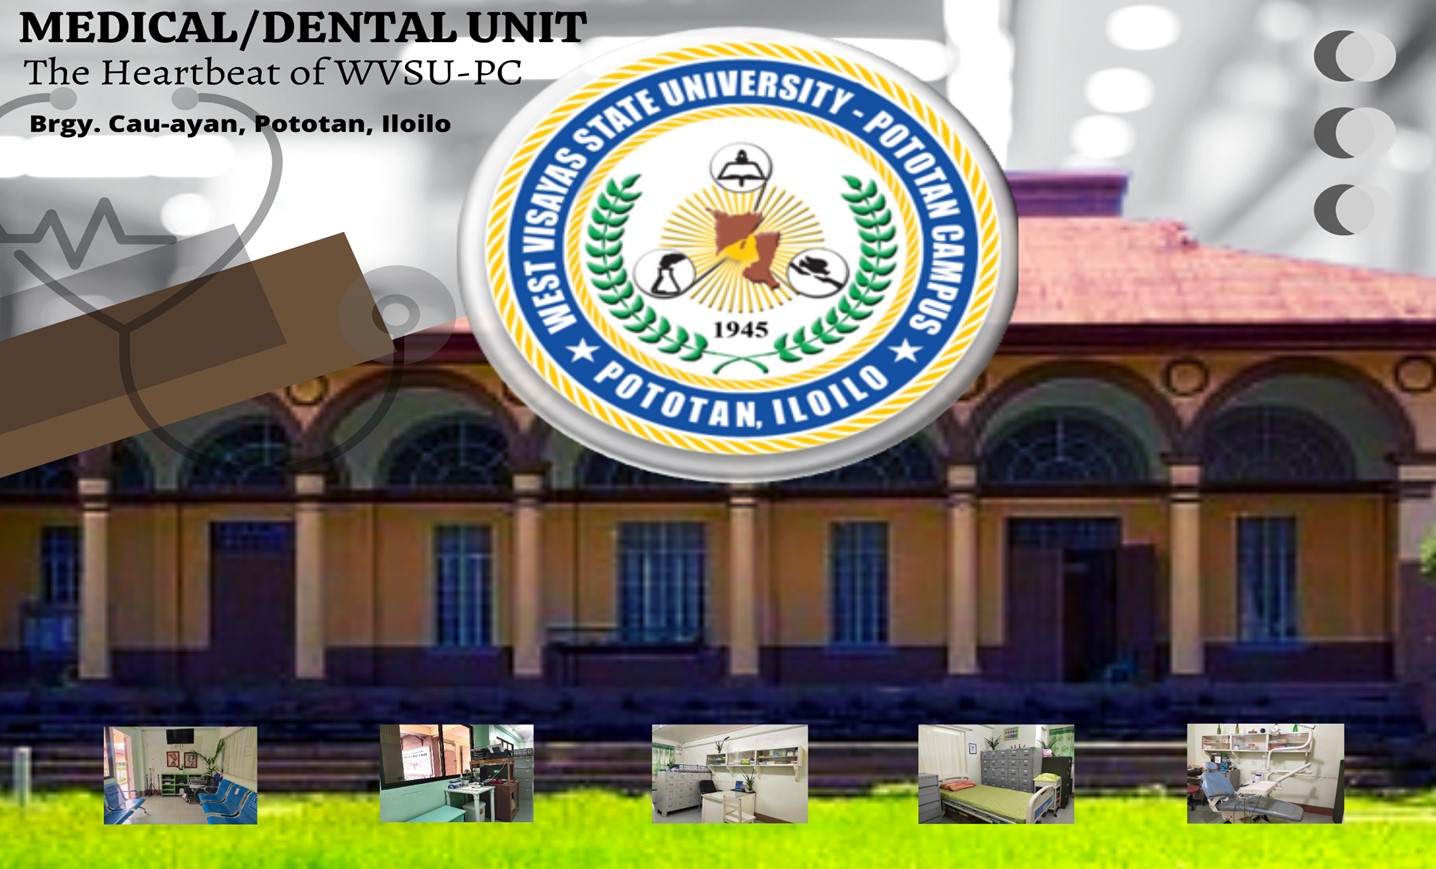 MEDICAL/DENTAL UNIT
The Heartbeat of WVSU-PC
Brgy. Cau-ayan, Pototan, Iloilo
WEST VISAYAS STATE UNIVERSITY - POTOTAN CAMPUS
1945
★ POTOTAN, ILOILO ★